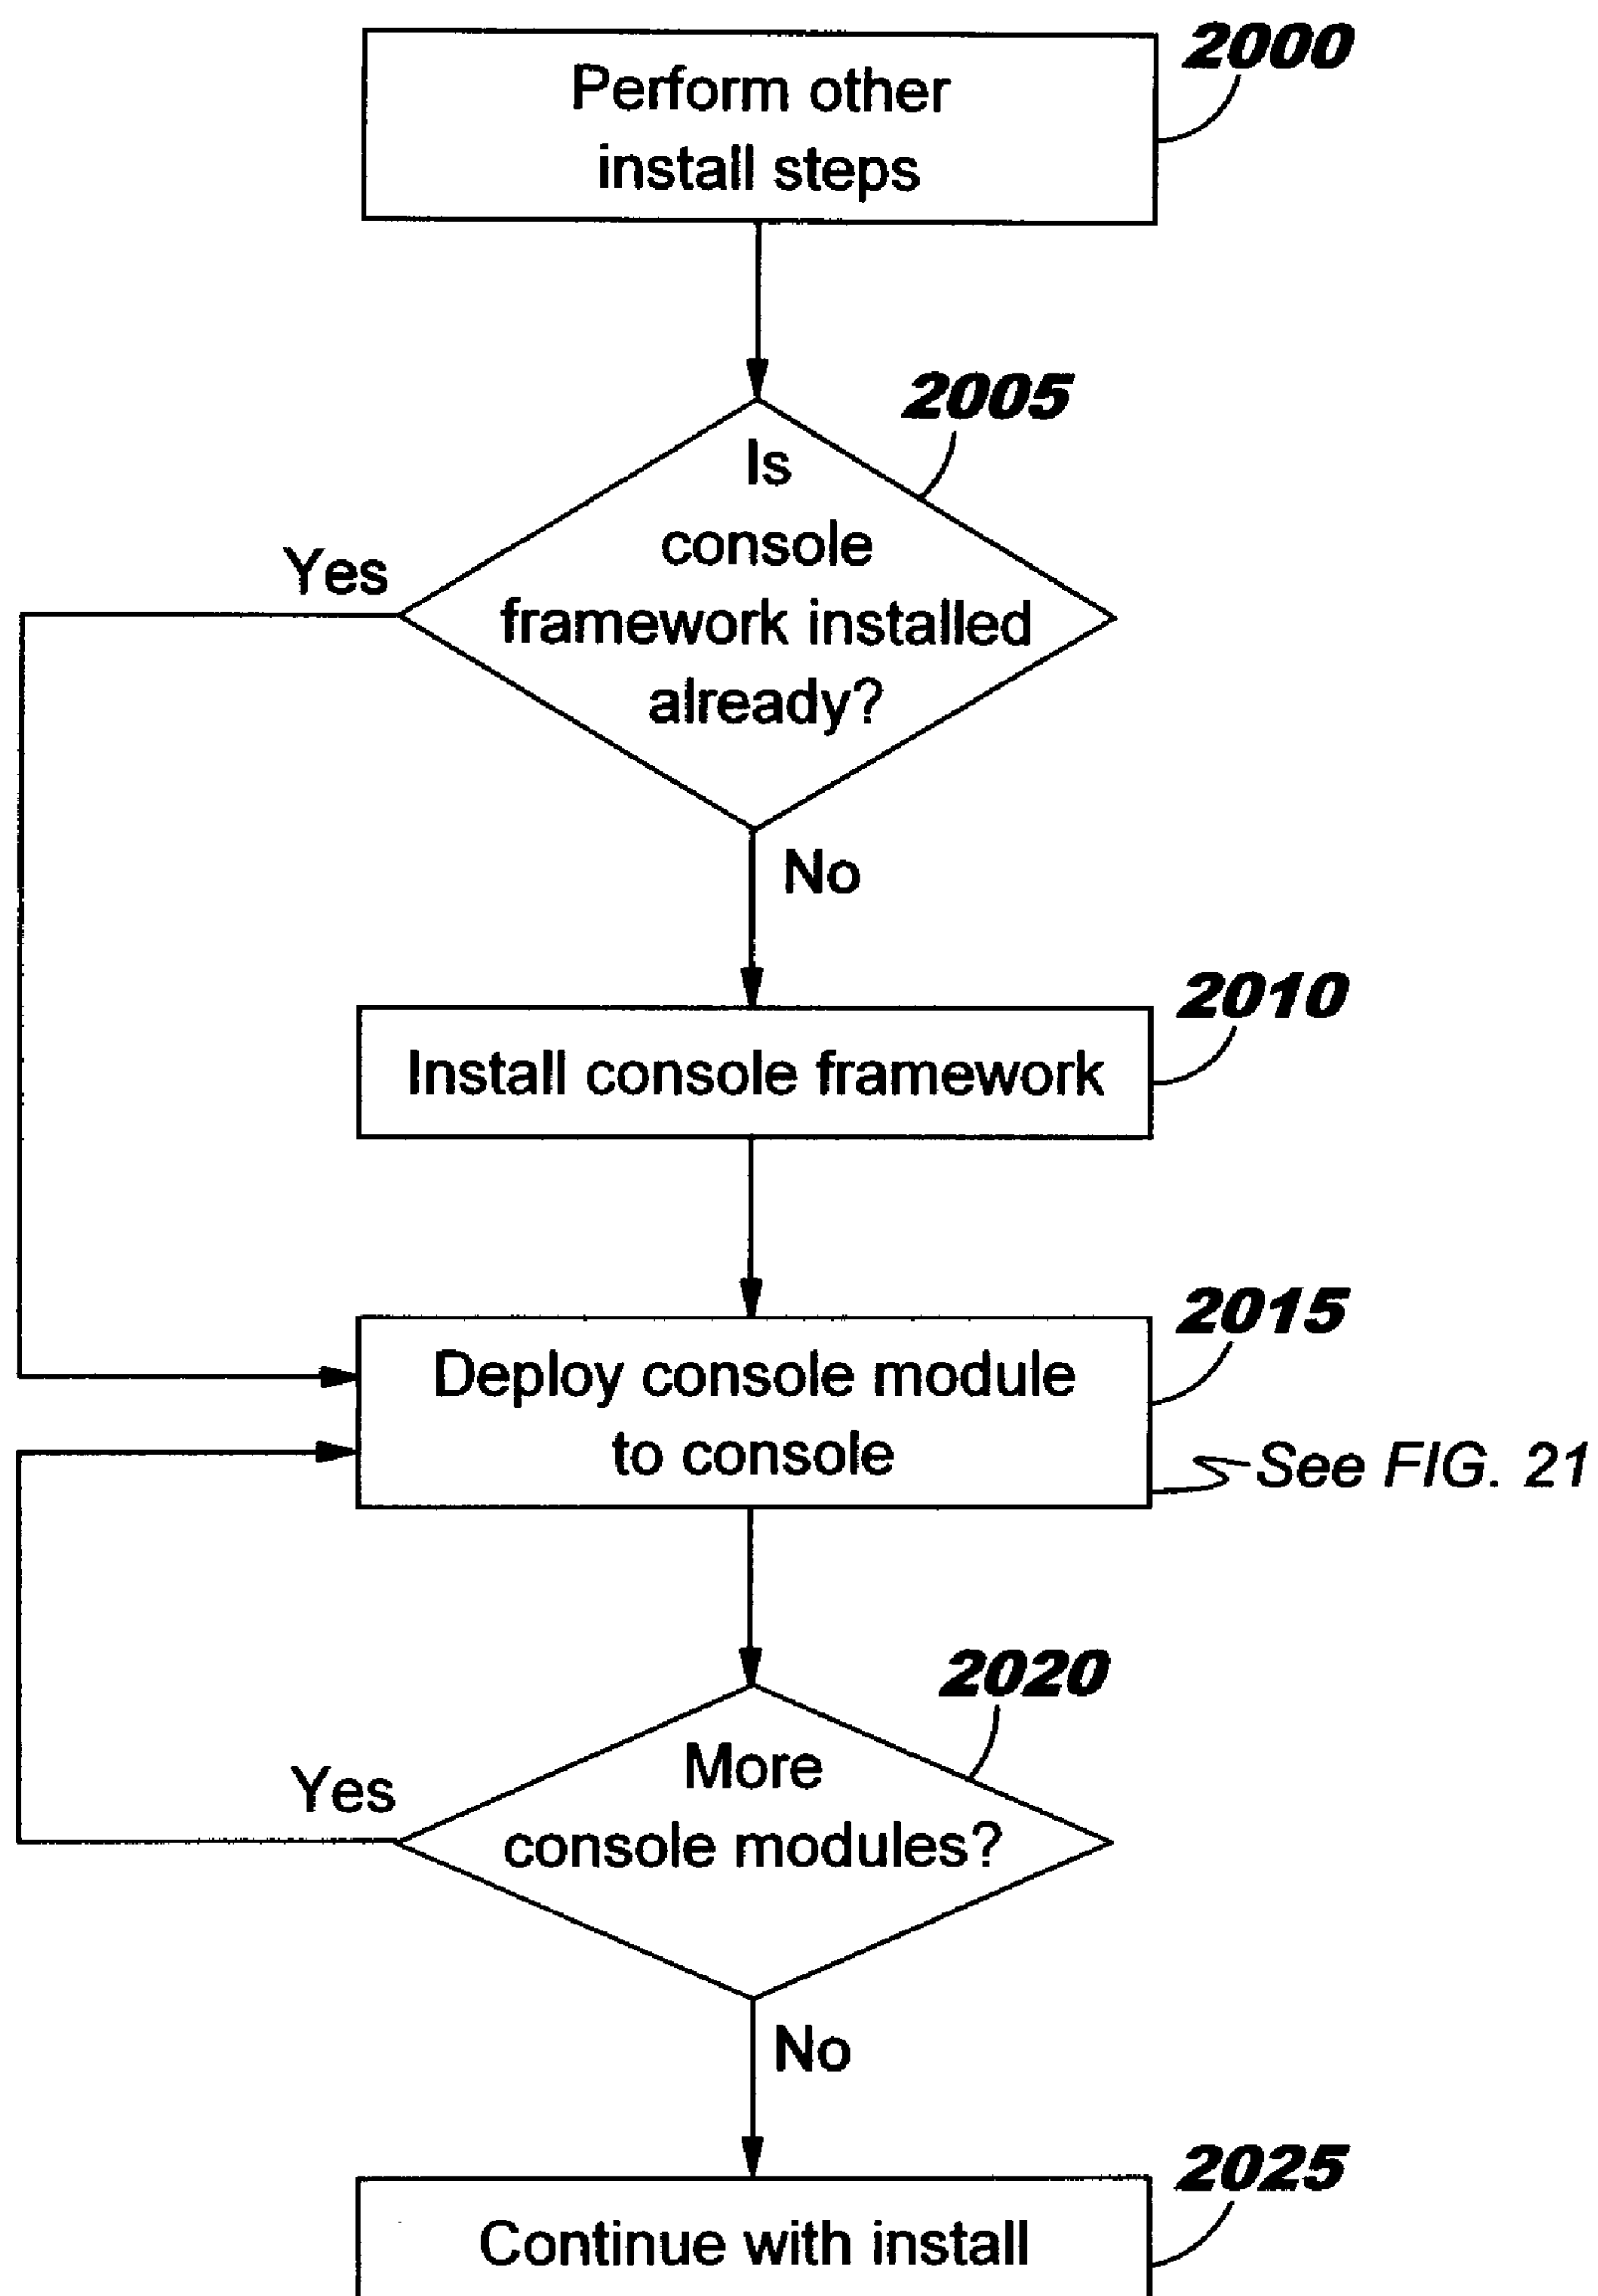 2000
Perform other
install steps
2005
Is
console
framework installed
already?
Yes
No
2010
Install console framework
2015
Deploy console module
to console
See FIG. 21
2020
More
console modules?
Yes
No
2025
Continue with install